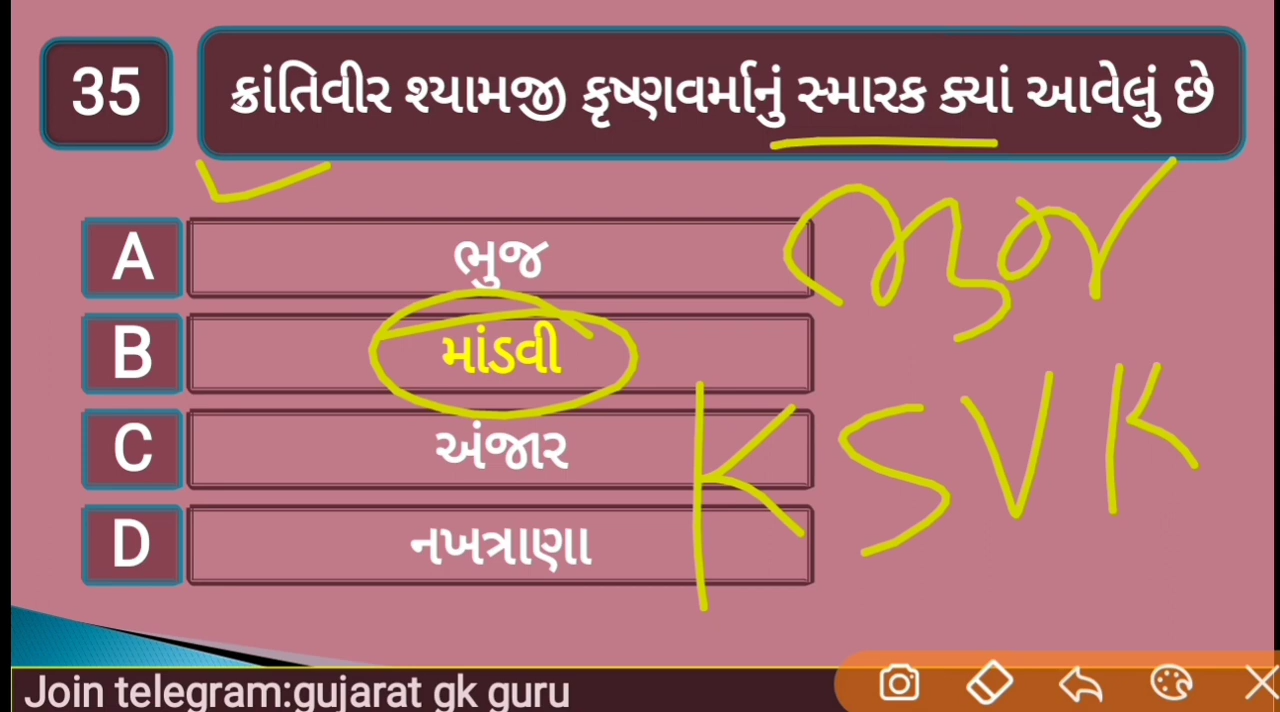 35 ક્રાંતિવીર શ્યામજી કૃષ્ણવર્માનું સ્મારક ક્યાં આવેલું છે
A ભુજ
ભુજ
B માંડવી
C અંજાર
KSVK
D નખત્રાણા
Join telegram:gujarat gk guru